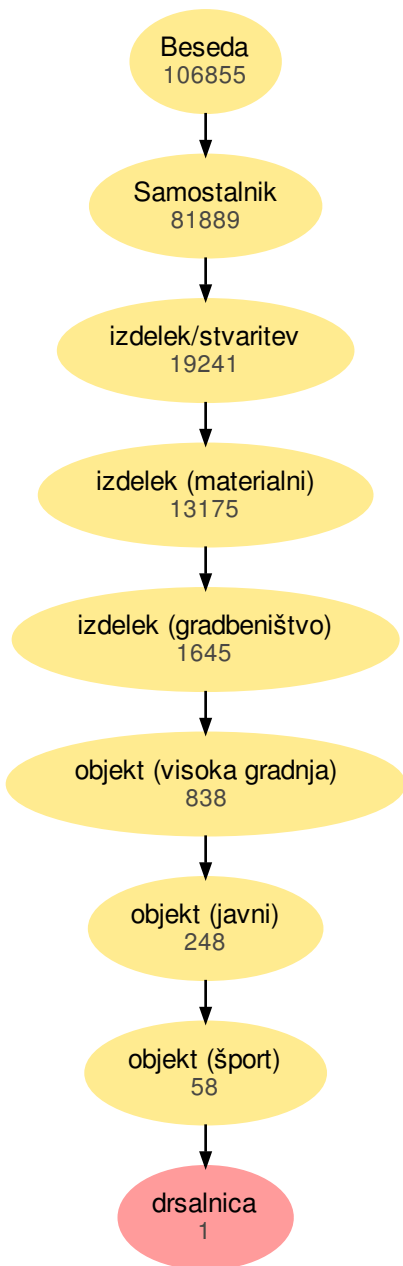 Beseda
106855
Samostalnik
81889
izdelek/stvaritev
19241
izdelek (materialni)
13175
izdelek (gradbeništvo)
1645
objekt (visoka gradnja)
838
objekt (javni)
248
objekt (šport)
58
drsalnica
1